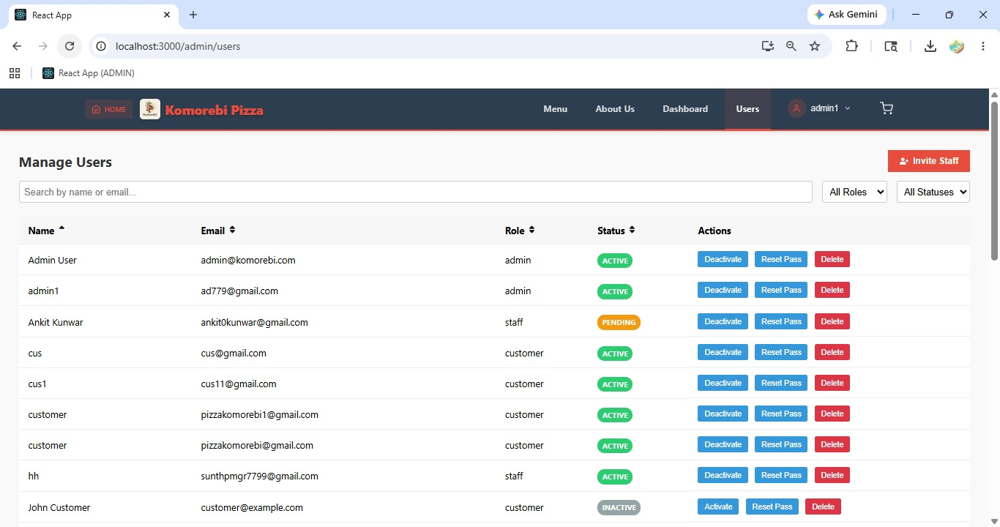 React App
Ask Gemini
localhost:3000/admin/users
React App (ADMIN)
HOME Komorebi Komorebi Pizza Menu About Us Dashboard Users admin1
Manage Users Invite Staff
Search by name or email... All Roles All Statuses
Name Email Role Status Actions
Admin User admin@komorebi.com admin ACTIVE Deactivate Reset Pass Delete
admin1 ad779@gmail.com admin ACTIVE Deactivate Reset Pass Delete
Ankit Kunwar ankit0kunwar@gmail.com staff PENDING Deactivate Reset Pass Delete
cus cus@gmail.com customer ACTIVE Deactivate Reset Pass Delete
cus1 cus11@gmail.com customer ACTIVE Deactivate Reset Pass Delete
customer pizzakomorebi1@gmail.com customer ACTIVE Deactivate Reset Pass Delete
customer pizzakomorebi@gmail.com customer ACTIVE Deactivate Reset Pass Delete
hh sunthpmgr7799@gmail.com staff ACTIVE Deactivate Reset Pass Delete
John Customer customer@example.com customer INACTIVE Activate Reset Pass Delete